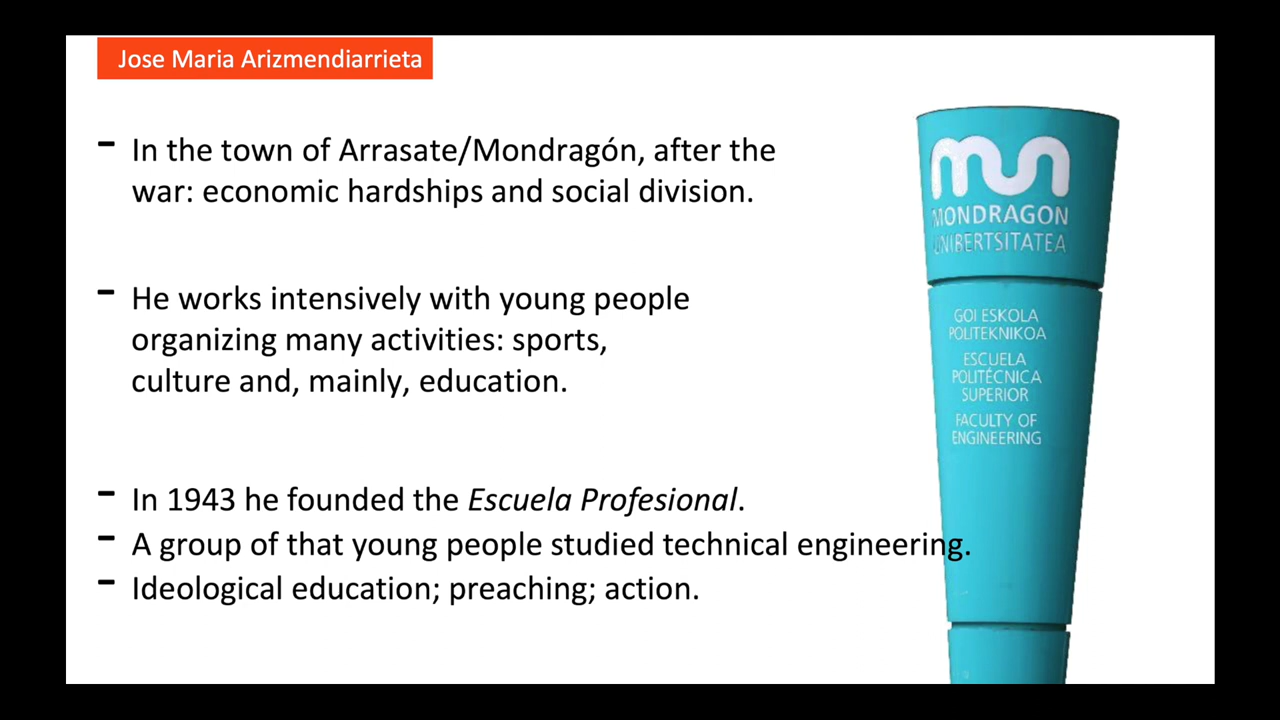 Jose Maria Arizmendiarrieta
- In the town of Arrasate/Mondragón, after the
war: economic hardships and social division.
- He works intensively with young people
organizing many activities: sports,
culture and, mainly, education.
- In 1943 he founded the Escuela Profesional.
- A group of that young people studied technical engineering.
- Ideological education; preaching; action.
mun
MONDRAGON
UNIBERTSITATEA
GOI ESKOLA
POLITEKNIKOA
ESCUELA
POLITÉCNICA
SUPERIOR
FACULTY OF
ENGINEERING